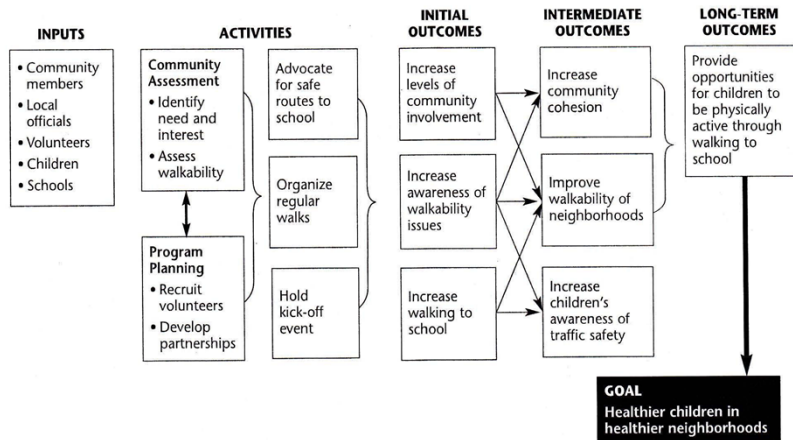 INPUTS
• Community
members
• Local
officials
• Volunteers
• Children
• Schools
ACTIVITIES
Community
Assessment
• Identify
need and
interest
• Assess
walkability
Program
Planning
• Recruit
volunteers
• Develop
partnerships
Advocate
for safe
routes to
school
Organize
regular
walks
Hold
kick-off
event
INITIAL
OUTCOMES
Increase
levels of
community
involvement
Increase
awareness of
walkability
issues
Increase
walking to
school
INTERMEDIATE
OUTCOMES
Increase
community
cohesion
Improve
walkability of
neighborhoods
Increase
children's
awareness of
traffic safety
LONG-TERM
OUTCOMES
Provide
opportunities
for children to
be physically
active through
walking to
school
GOAL
Healthier children in
healthier neighborhoods